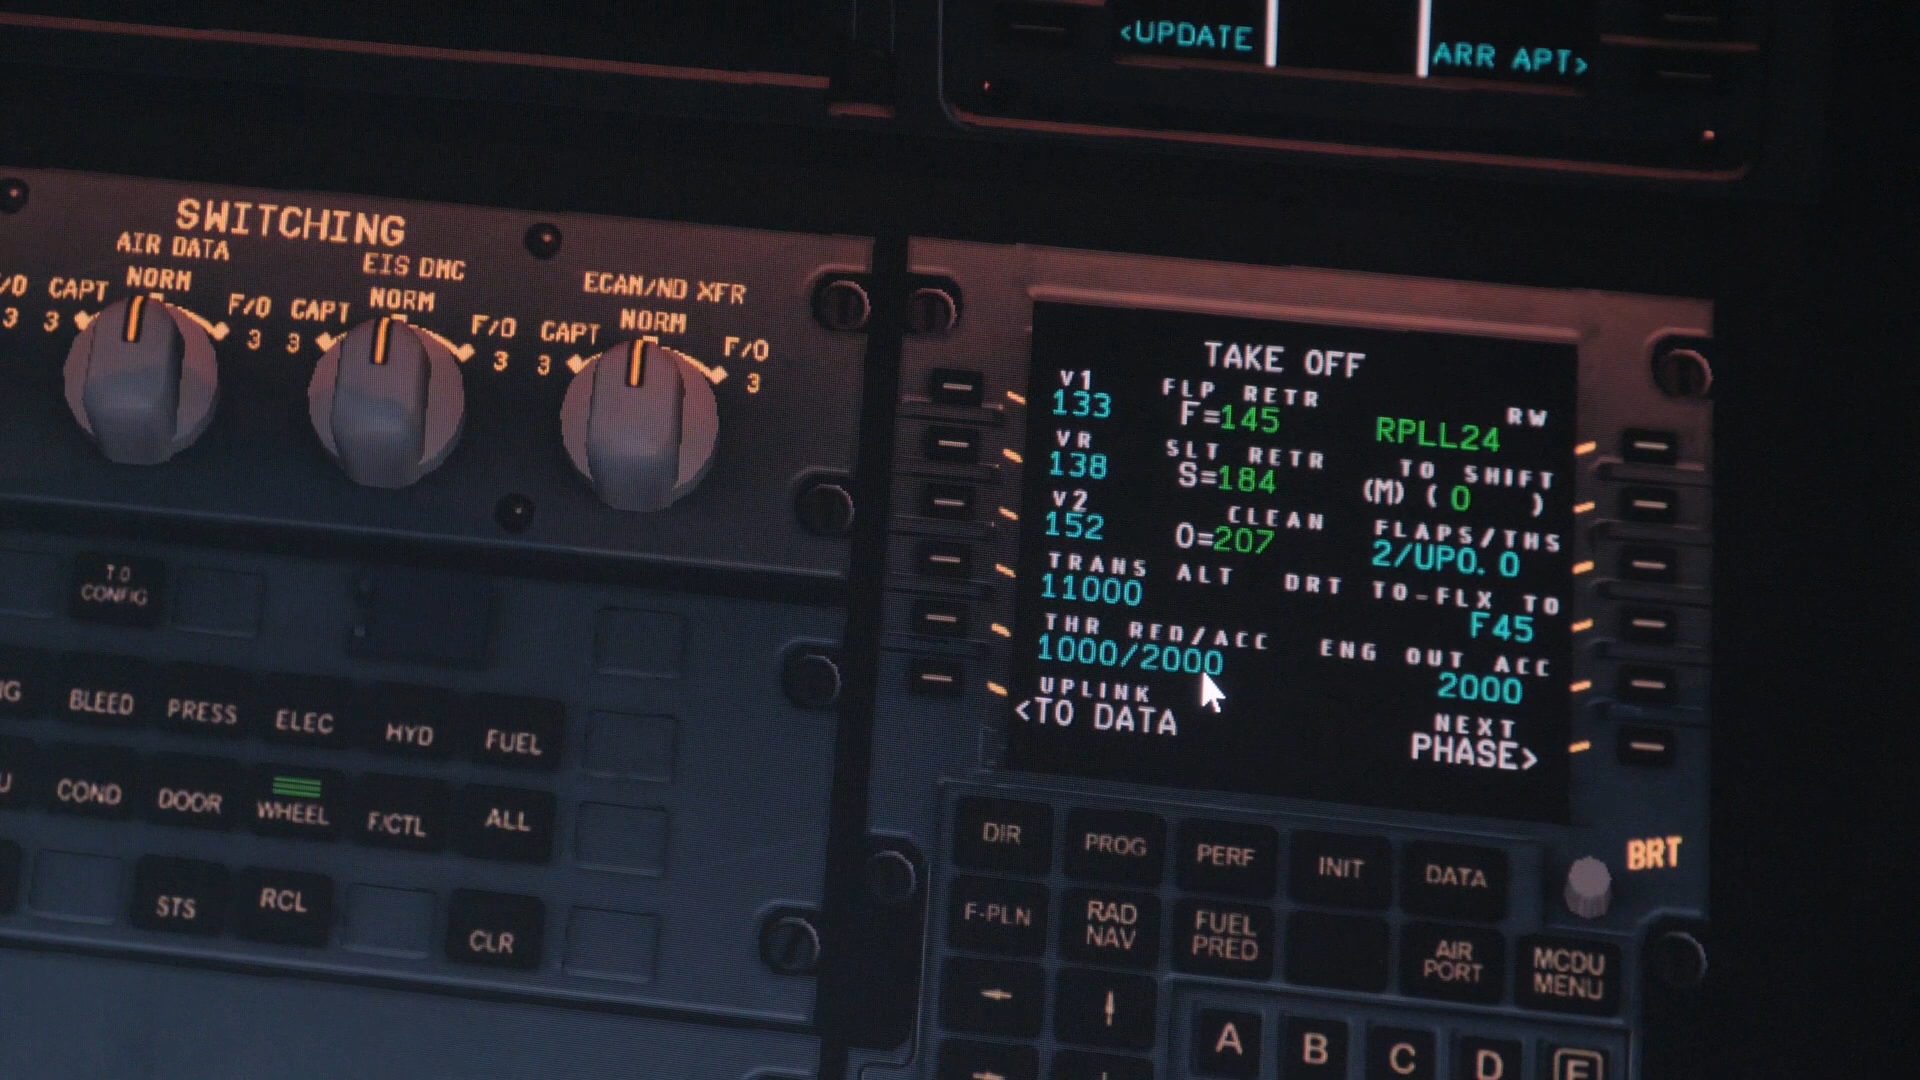 <UPDATE
ARR APT>
SWITCHING
AIR DATA
EIS DMC
ECAM/ND XFR
CAPT NORM F/O
CAPT NORM F/O
CAPT NORM F/O
3 3 3 3 3 3 3
TAKE OFF
V1 FLP RETR RW
133 F=145 RPLL24
VR SLT RETR TO SHIFT
138 S=184 (M) (0 )
V2 CLEAN FLAPS/THS
152 O=207 2/UP0.0
TRANS ALT DRT TO-FLX TO
11000 F45
THR RED/ACC ENG OUT ACC
1000/2000 2000
UPLINK NEXT
<TO DATA PHASE>
T.O
CONFIG
BLEED PRESS ELEC HYD FUEL
COND DOOR WHEEL F/CTL ALL
STS RCL CLR
BRT
DIR PROG PERF INIT DATA
F-PLN RAD NAV FUEL PRED AIR PORT MCDU MENU
A B C D E